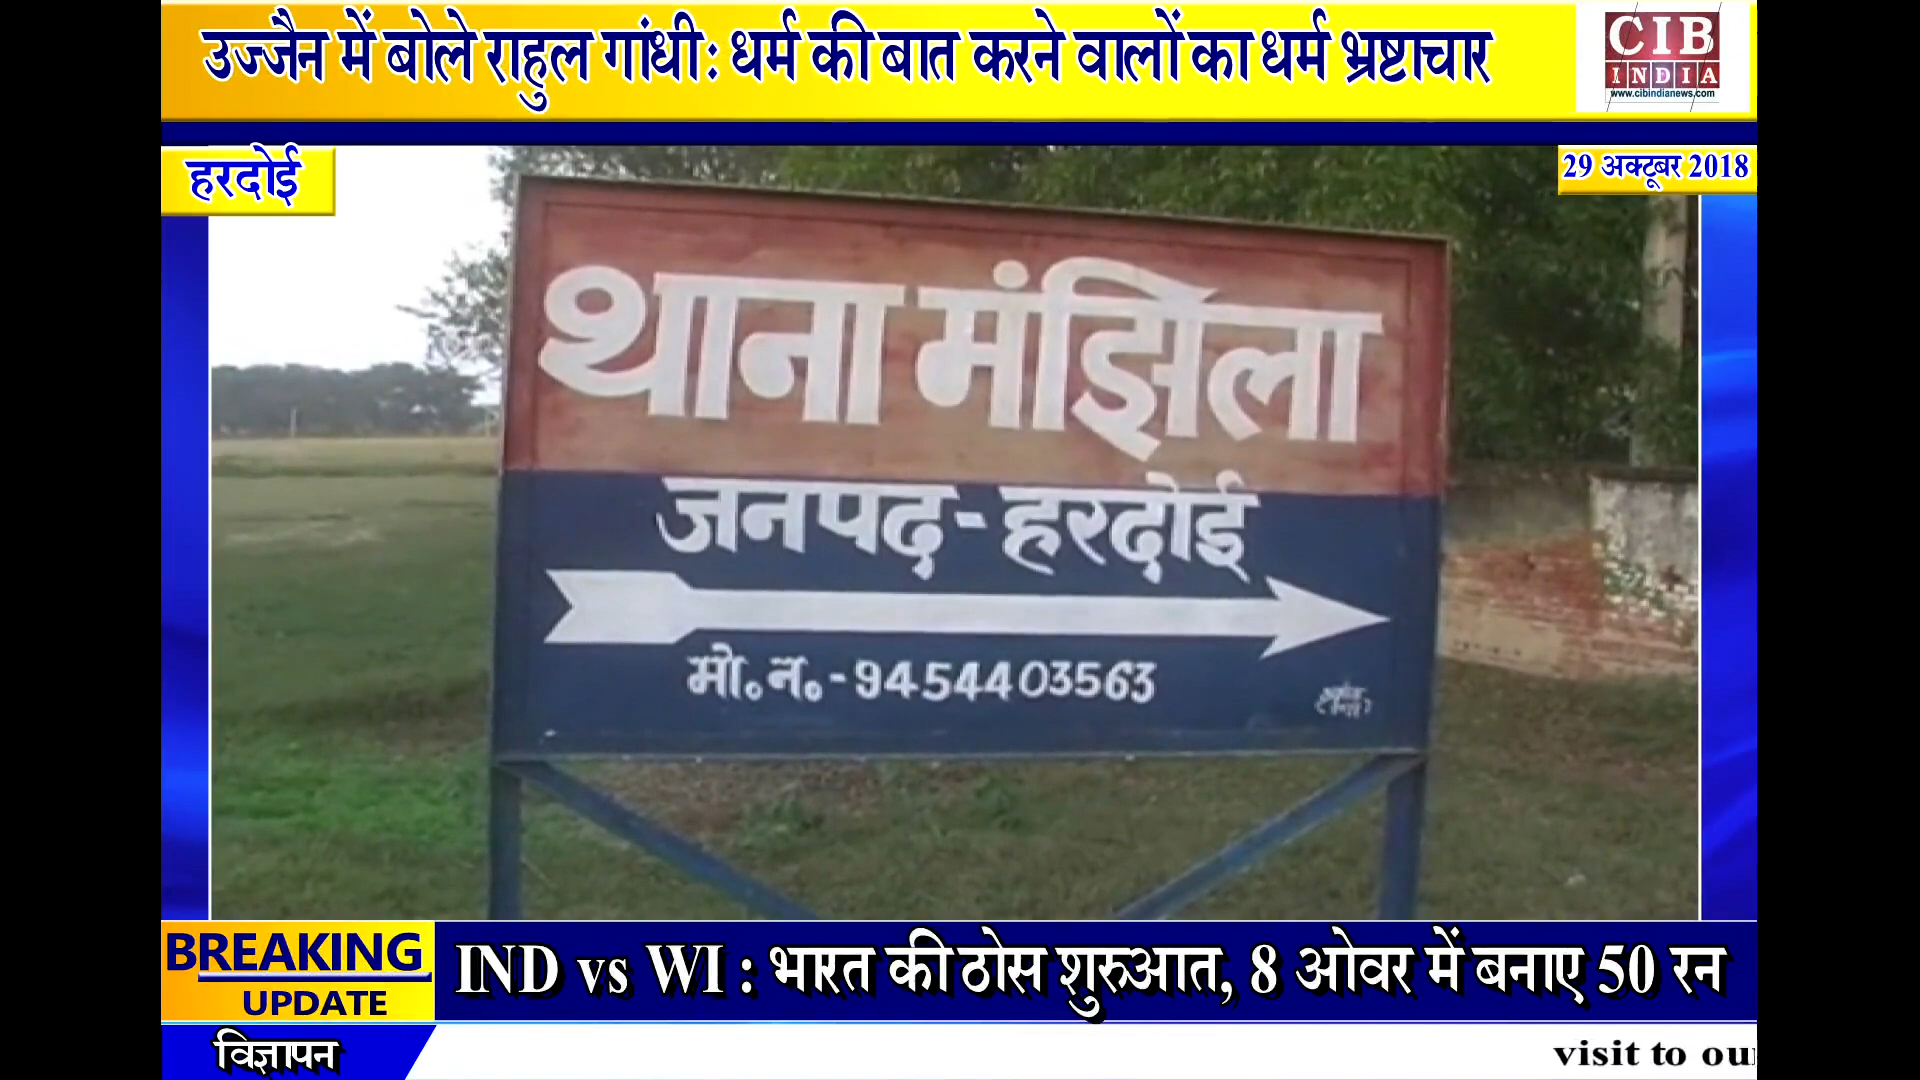 उज्जैन में बोले राहुल गांधी: धर्म की बात करने वालों का धर्म भ्रष्टाचार
CIB
INDIA
www.cibindianews.com
हरदोई
29 अक्टूबर 2018
थाना मंझिला
जनपद-हरदोई
मो.न.-9454403563
BREAKING
UPDATE
IND vs WI : भारत की ठोस शुरुआत, 8 ओवर में बनाए 50 रन
विज्ञापन
visit to ou